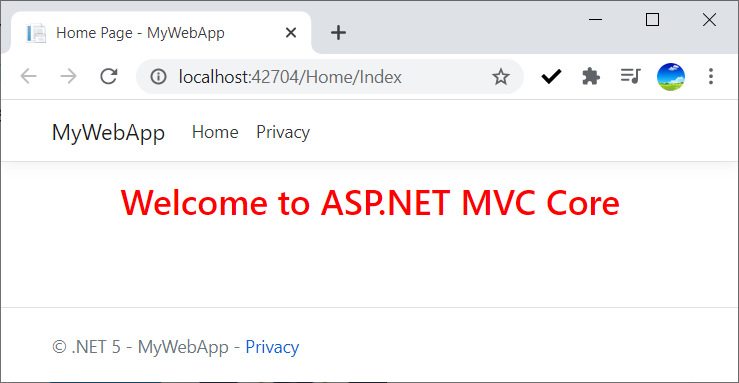 Home Page - MyWebApp
localhost:42704/Home/Index
MyWebApp Home Privacy
Welcome to ASP.NET MVC Core
© .NET 5 - MyWebApp - Privacy